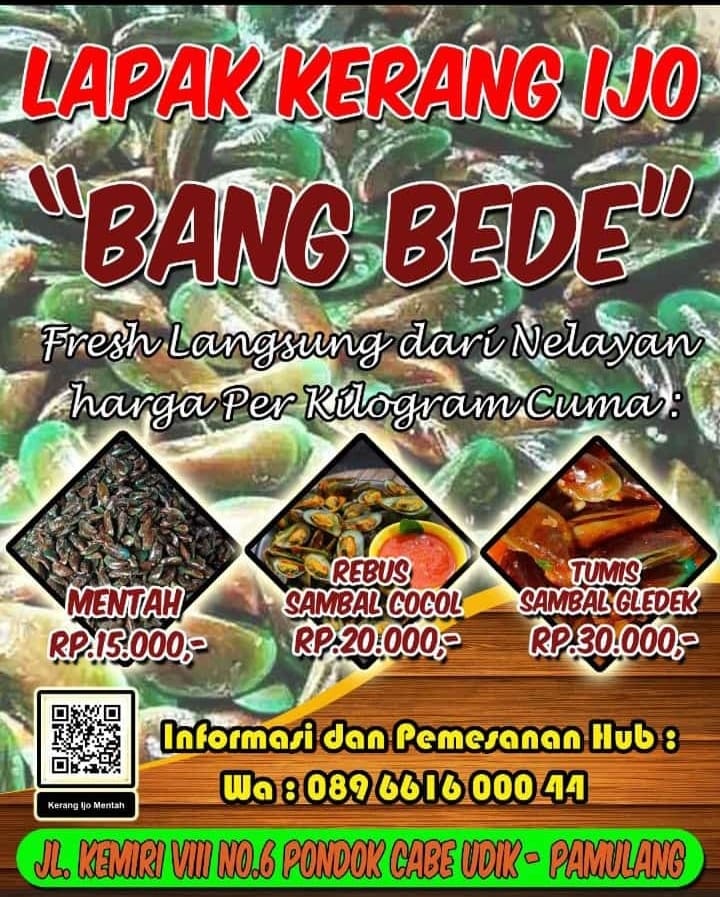 LAPAK KERANG IJO
"BANG BEDE"
Fresh Langsung dari Nelayan
harga Per Kilogram Cuma :
MENTAH
RP.15.000,-
REBUS
SAMBAL COCOL
RP.20.000,-
TUMIS
SAMBAL GLEDEK
RP.30.000,-
Kerang Ijo Mentah
Informasi dan Pemesanan Hub :
Wa : 089 6616 000 44
JL. KEMIRI VIII NO.6 PONDOK CABE UDIK - PAMULANG